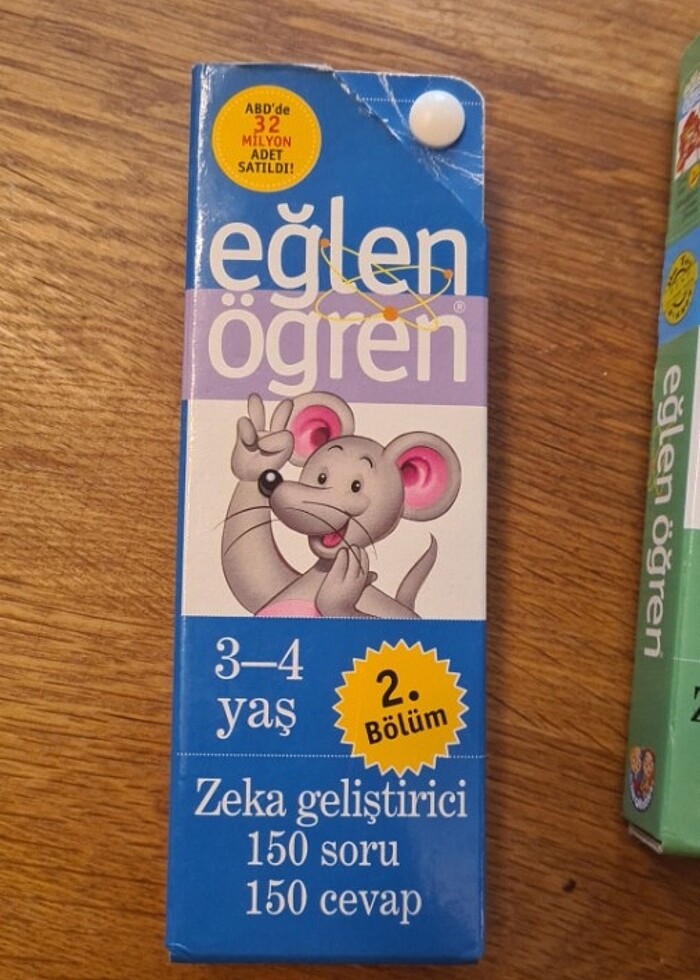 ABD'de
32
MİLYON
ADET
SATILDI!
eğlen
öğren®
3–4
yaş
2.
Bölüm
Zeka geliştirici
150 soru
150 cevap
eğlen öğren